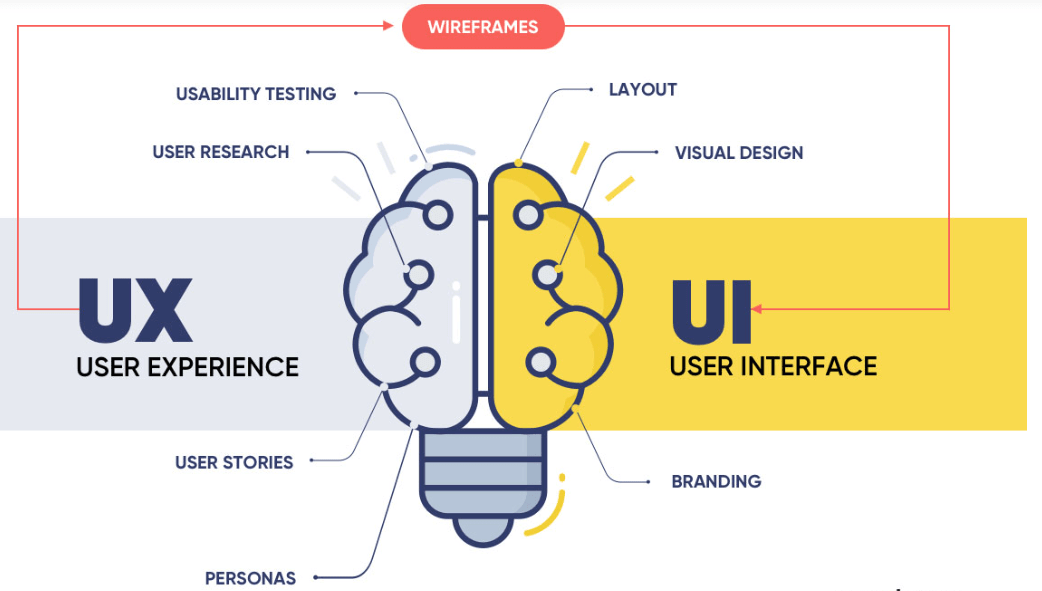 WIREFRAMES
USABILITY TESTING
LAYOUT
USER RESEARCH
VISUAL DESIGN
UX
USER EXPERIENCE
UI
USER INTERFACE
USER STORIES
BRANDING
PERSONAS